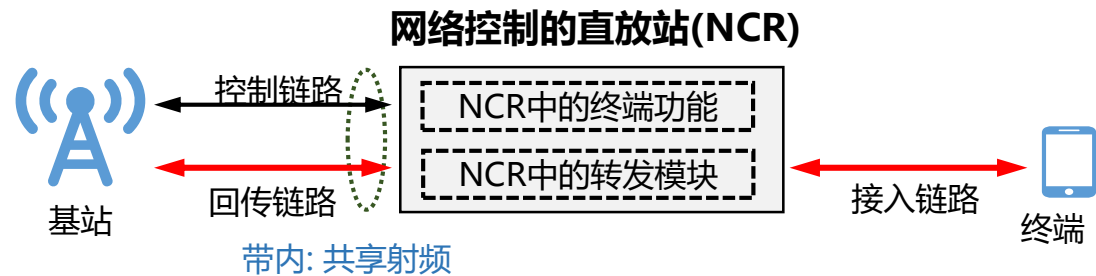 网络控制的直放站(NCR)
控制链路
NCR中的终端功能
NCR中的转发模块
回传链路
接入链路
基站
终端
带内: 共享射频